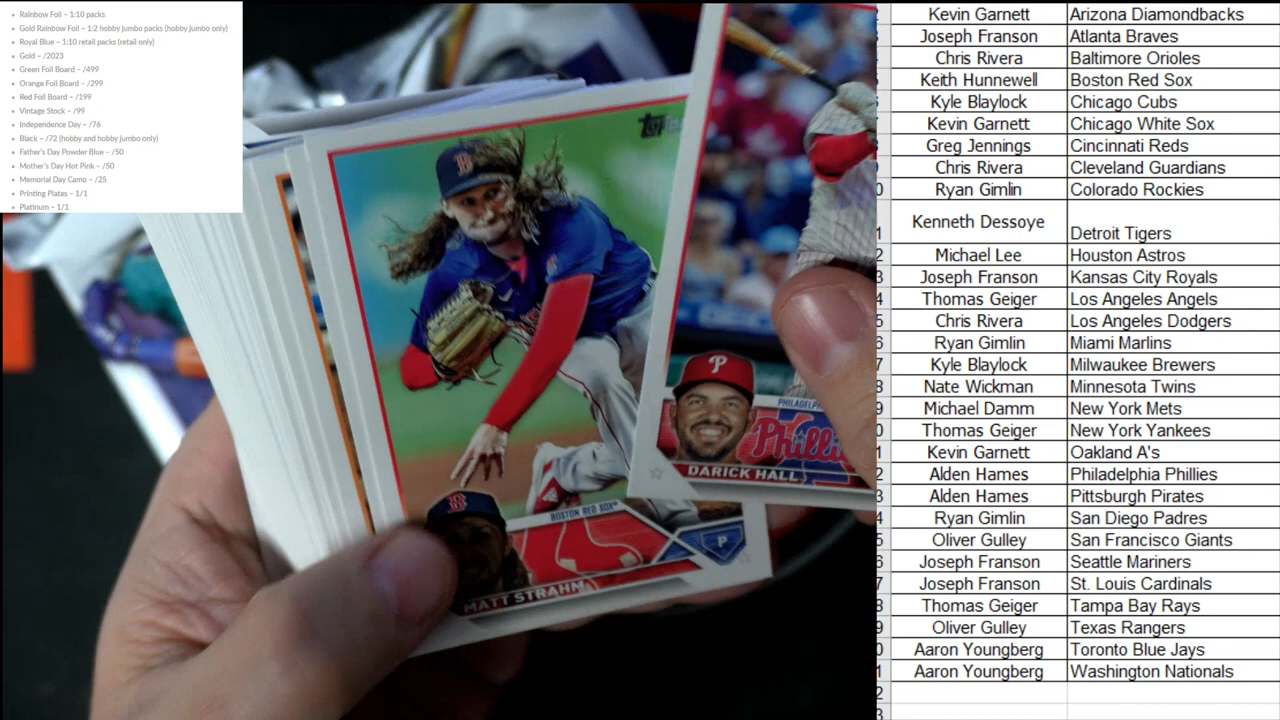 Rainbow Foil – 1:10 packs
Gold Rainbow Foil – 1:2 hobby jumbo packs (hobby jumbo only)
Royal Blue – 1:10 retail packs (retail only)
Gold – /2023
Green Foil Board – /499
Orange Foil Board – /299
Red Foil Board – /199
Vintage Stock – /99
Independence Day – /76
Black – /72 (hobby and hobby jumbo only)
Father's Day Powder Blue – /50
Mother's Day Hot Pink – /50
Memorial Day Camo – /25
Printing Plates – 1/1
Platinum – 1/1
Topps
B
BOSTON RED SOX
P
MATT STRAHM
P
Phillies
DARICK HALL
Kevin Garnett Arizona Diamondbacks
Joseph Franson Atlanta Braves
Chris Rivera Baltimore Orioles
Keith Hunnewell Boston Red Sox
Kyle Blaylock Chicago Cubs
Kevin Garnett Chicago White Sox
Greg Jennings Cincinnati Reds
Chris Rivera Cleveland Guardians
Ryan Gimlin Colorado Rockies
Kenneth Dessoye Detroit Tigers
Michael Lee Houston Astros
Joseph Franson Kansas City Royals
Thomas Geiger Los Angeles Angels
Chris Rivera Los Angeles Dodgers
Ryan Gimlin Miami Marlins
Kyle Blaylock Milwaukee Brewers
Nate Wickman Minnesota Twins
Michael Damm New York Mets
Thomas Geiger New York Yankees
Kevin Garnett Oakland A's
Alden Hames Philadelphia Phillies
Alden Hames Pittsburgh Pirates
Ryan Gimlin San Diego Padres
Oliver Gulley San Francisco Giants
Joseph Franson Seattle Mariners
Joseph Franson St. Louis Cardinals
Thomas Geiger Tampa Bay Rays
Oliver Gulley Texas Rangers
Aaron Youngberg Toronto Blue Jays
Aaron Youngberg Washington Nationals